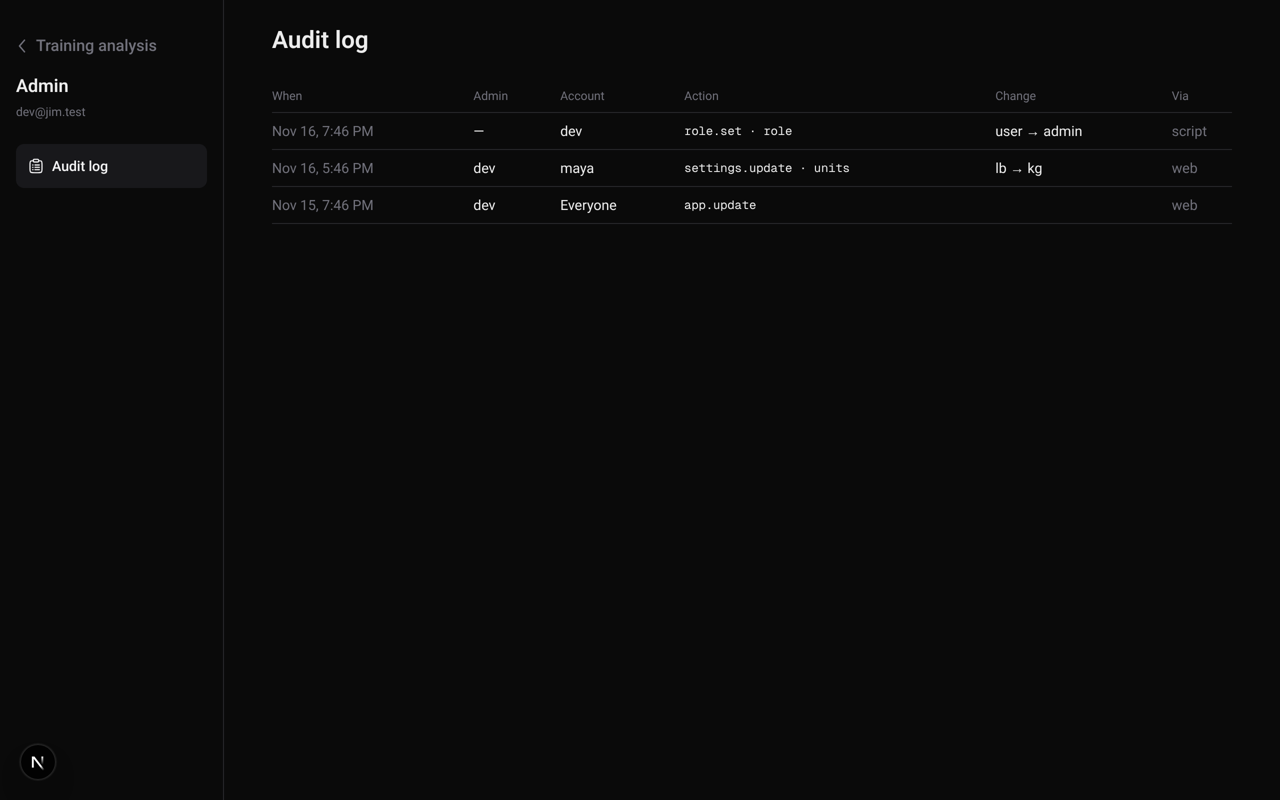 Training analysis
Admin
dev@jim.test
Audit log
Audit log
When Admin Account Action Change Via
Nov 16, 7:46 PM — dev role.set · role user → admin script
Nov 16, 5:46 PM dev maya settings.update · units lb → kg web
Nov 15, 7:46 PM dev Everyone app.update web
N